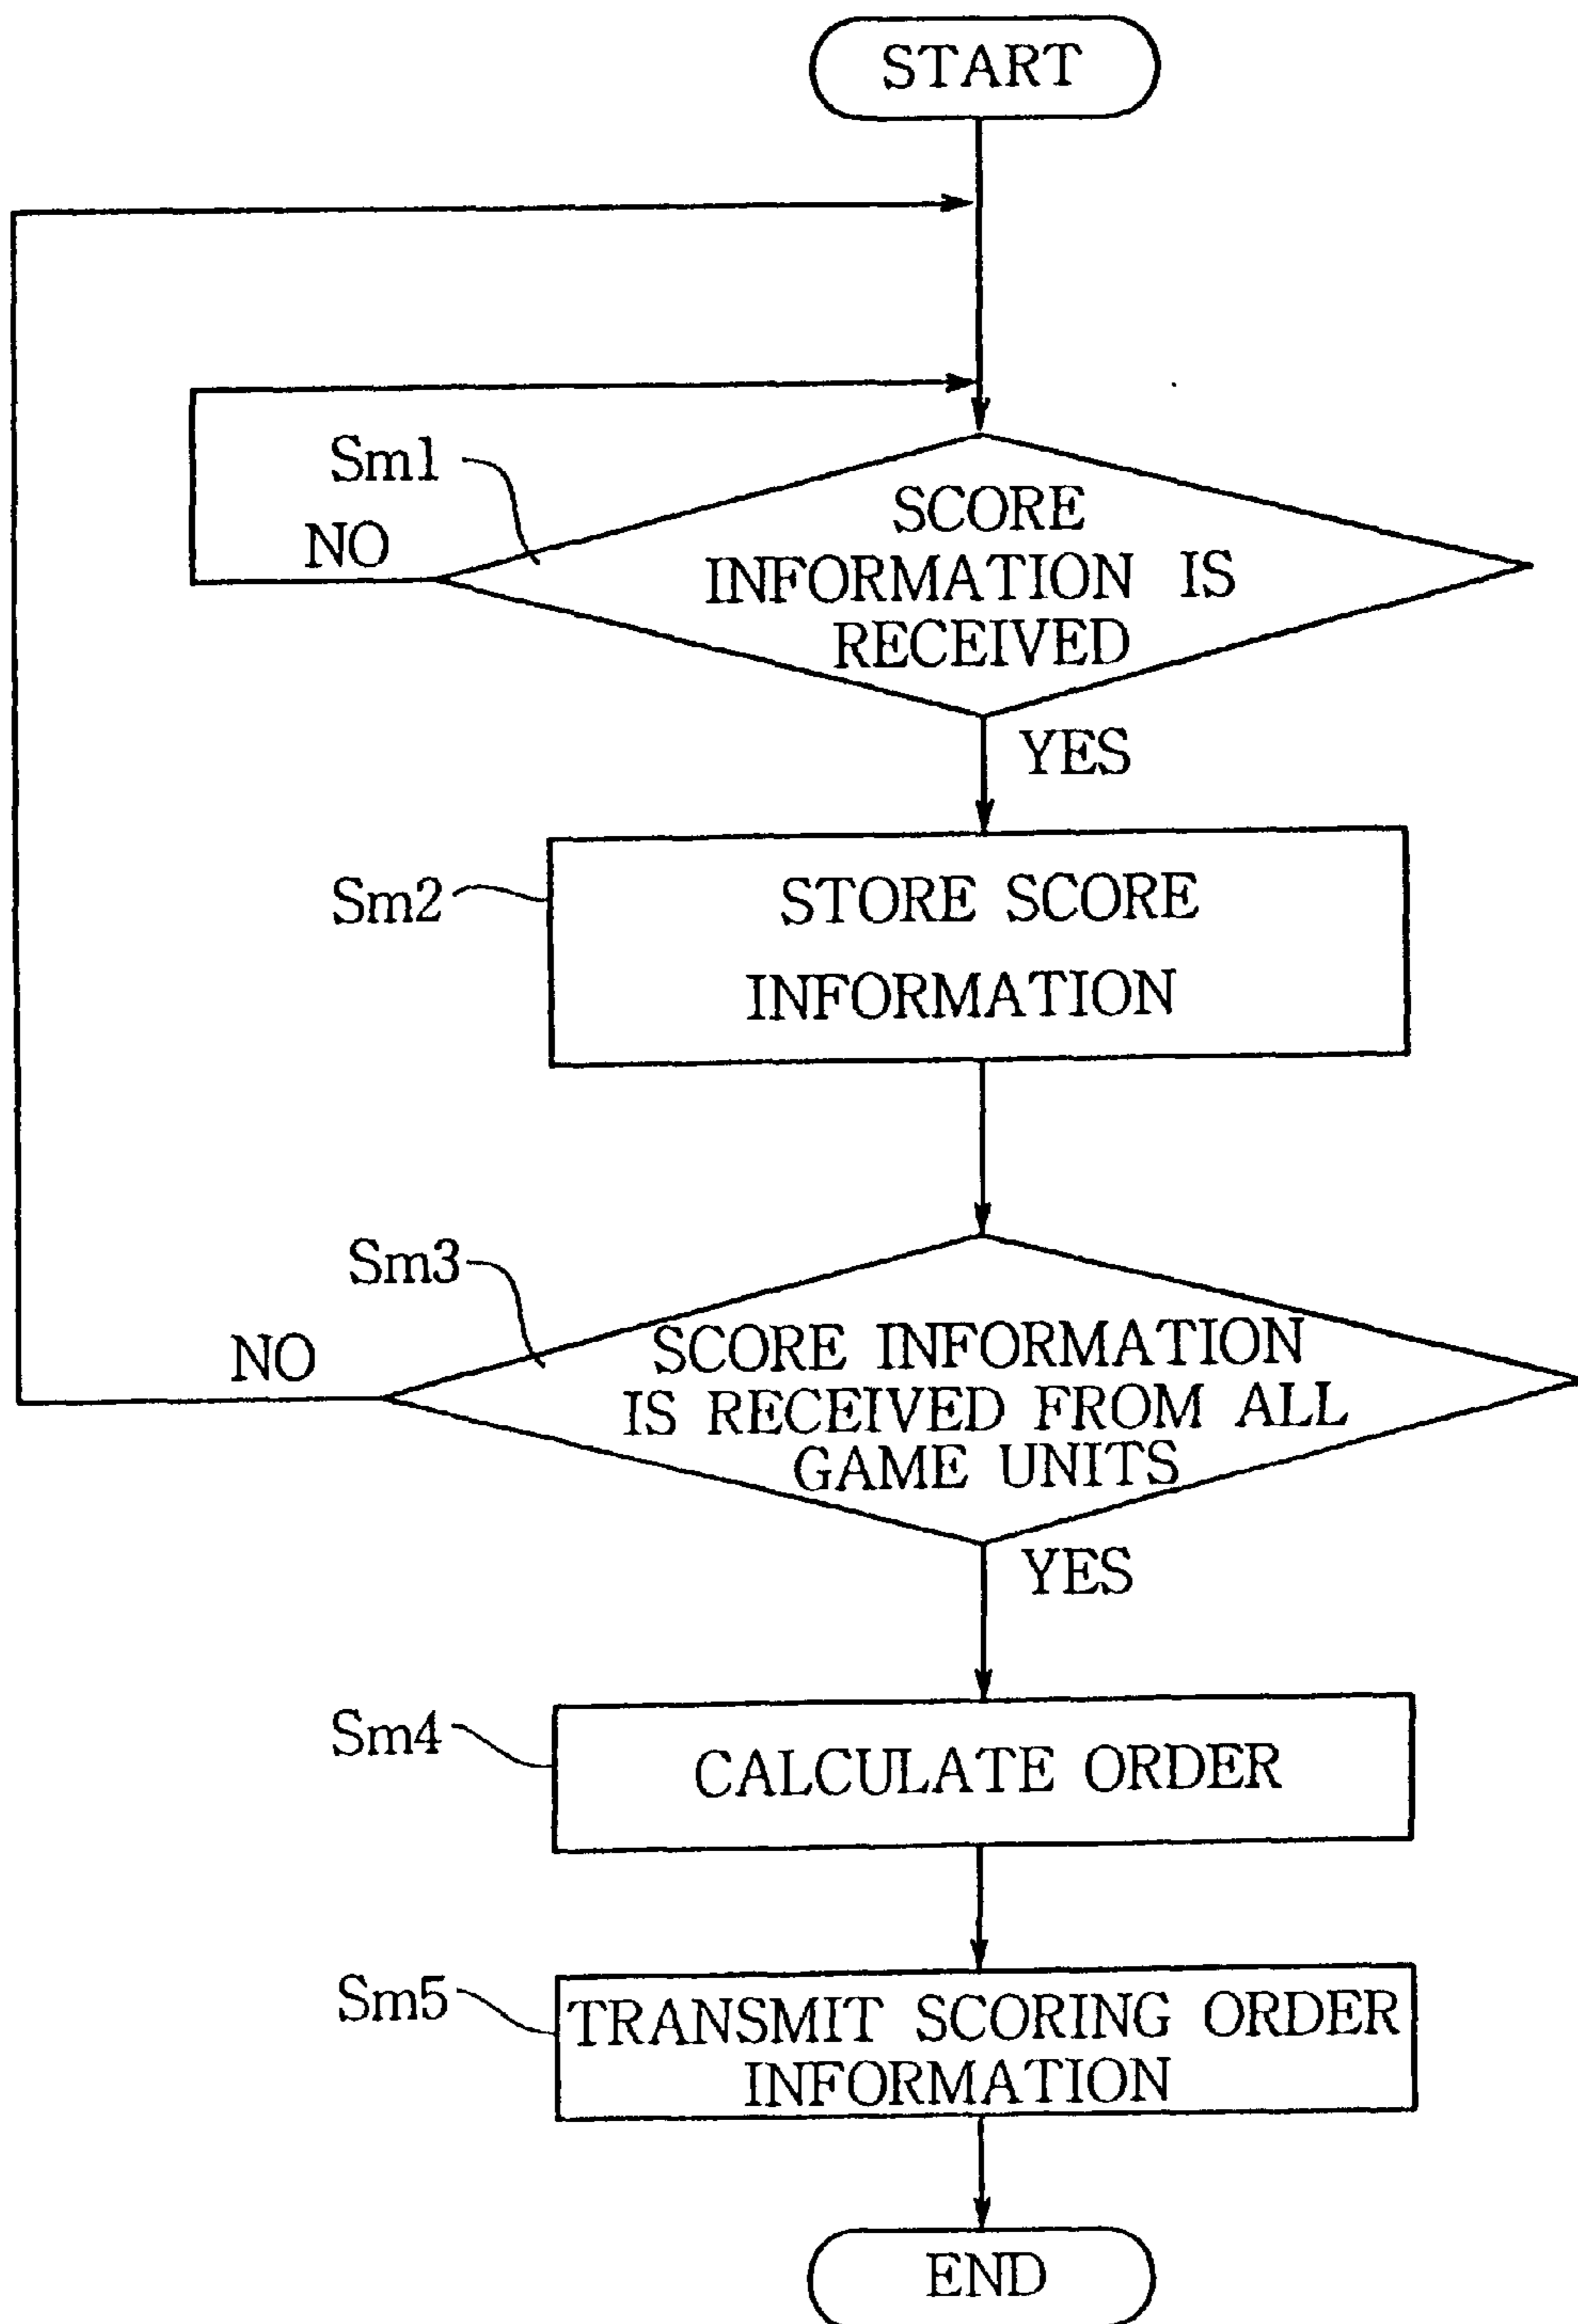 START
Sm1
NO
SCORE
INFORMATION IS
RECEIVED
YES
Sm2
STORE SCORE
INFORMATION
Sm3
NO
SCORE INFORMATION
IS RECEIVED FROM ALL
GAME UNITS
YES
Sm4
CALCULATE ORDER
Sm5
TRANSMIT SCORING ORDER
INFORMATION
END